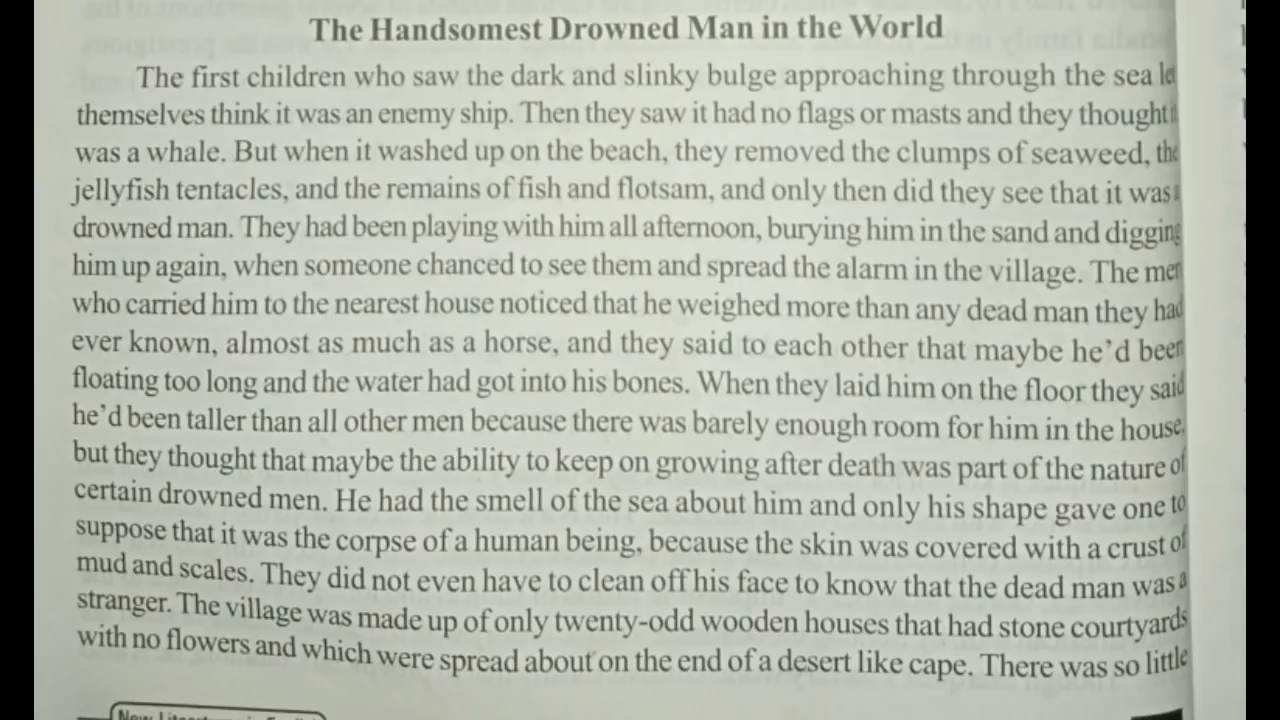 The Handsomest Drowned Man in the World
The first children who saw the dark and slinky bulge approaching through the sea let
themselves think it was an enemy ship. Then they saw it had no flags or masts and they thought it
was a whale. But when it washed up on the beach, they removed the clumps of seaweed, the
jellyfish tentacles, and the remains of fish and flotsam, and only then did they see that it was a
drowned man. They had been playing with him all afternoon, burying him in the sand and digging
him up again, when someone chanced to see them and spread the alarm in the village. The men
who carried him to the nearest house noticed that he weighed more than any dead man they had
ever known, almost as much as a horse, and they said to each other that maybe he'd been
floating too long and the water had got into his bones. When they laid him on the floor they said
he'd been taller than all other men because there was barely enough room for him in the house,
but they thought that maybe the ability to keep on growing after death was part of the nature of
certain drowned men. He had the smell of the sea about him and only his shape gave one to
suppose that it was the corpse of a human being, because the skin was covered with a crust of
mud and scales. They did not even have to clean off his face to know that the dead man was a
stranger. The village was made up of only twenty-odd wooden houses that had stone courtyards
with no flowers and which were spread about on the end of a desert like cape. There was so little